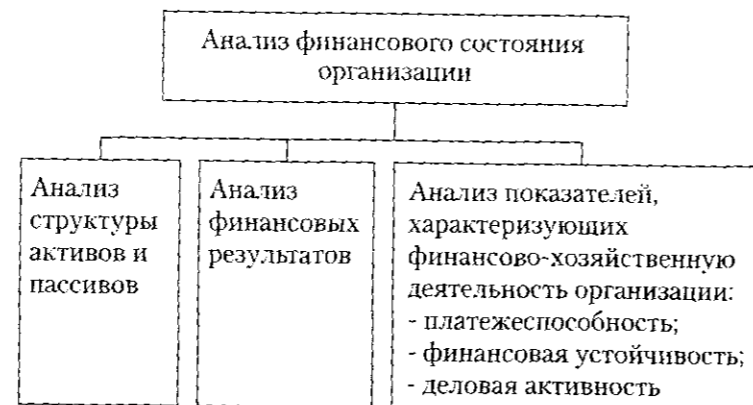 Анализ финансового состояния
организации
Анализ
структуры
активов и
пассивов
Анализ
финансовых
результатов
Анализ показателей,
характеризующих
финансово-хозяйственную
деятельность организации:
- платежеспособность;
- финансовая устойчивость;
- деловая активность